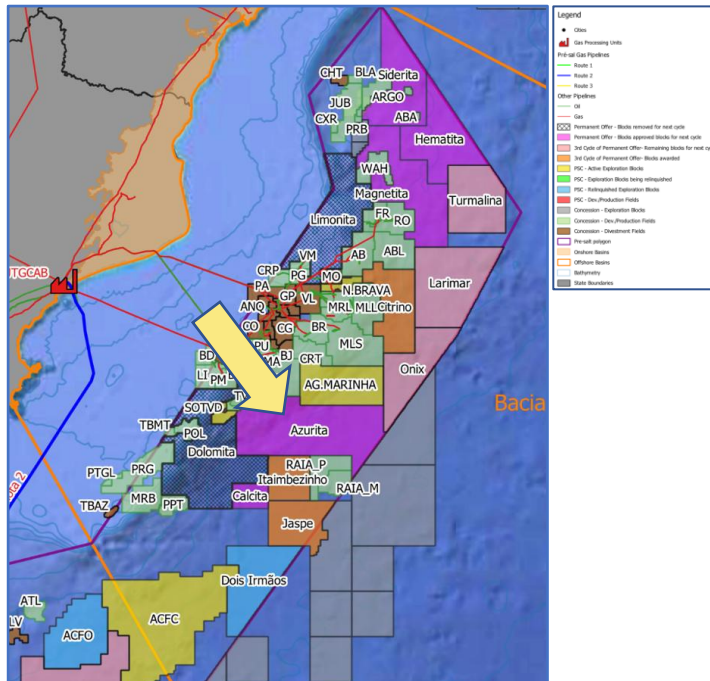 CHT
BLA
Siderita
JUB
ARGO
CXR
ABA
PRB
Hematita
WAH
Magnetita
Turmalina
Limonita
FR
RO
VM
AB
ABL
CRP
PG
MO
PA
GP
VL
N.BRAVA
Larimar
ANQ
MRL
MLL
Citrino
CO
CG
BR
PU
MLS
BD
MA
BJ
CRT
Onix
LI
PM
AG.MARINHA
SOTVD
Azurita
TBMT
POL
Dolomita
Bacia
PTGL
PRG
RAIA_P
Itaimbezinho
RAIA_M
MRB
PPT
Calcita
TBAZ
Jaspe
Dois Irmãos
ATL
ACFC
ACFO
LV
TGCAB
Legend
Cities
Gas Processing Units
Pré-sal Gas Pipelines
Route 1
Route 2
Route 3
Other Pipelines
Oil
Gas
Permanent Offer - Blocks removed for next cycle
Permanent Offer - Blocks approved blocks for next cycle
3rd Cycle of Permanent Offer- Remaining blocks for next cy
3rd Cycle of Permanent Offer- Blocks awarded
PSC - Active Exploration Blocks
PSC - Exploration Blocks being relinquished
PSC - Relinquished Exploration Blocks
PSC - Dev./Production Fields
Concession - Exploration Blocks
Concession - Dev./Production Fields
Concession - Divestment Fields
Pre-salt polygon
Onshore Basins
Offshore Basins
Bathymetry
State Boundaries